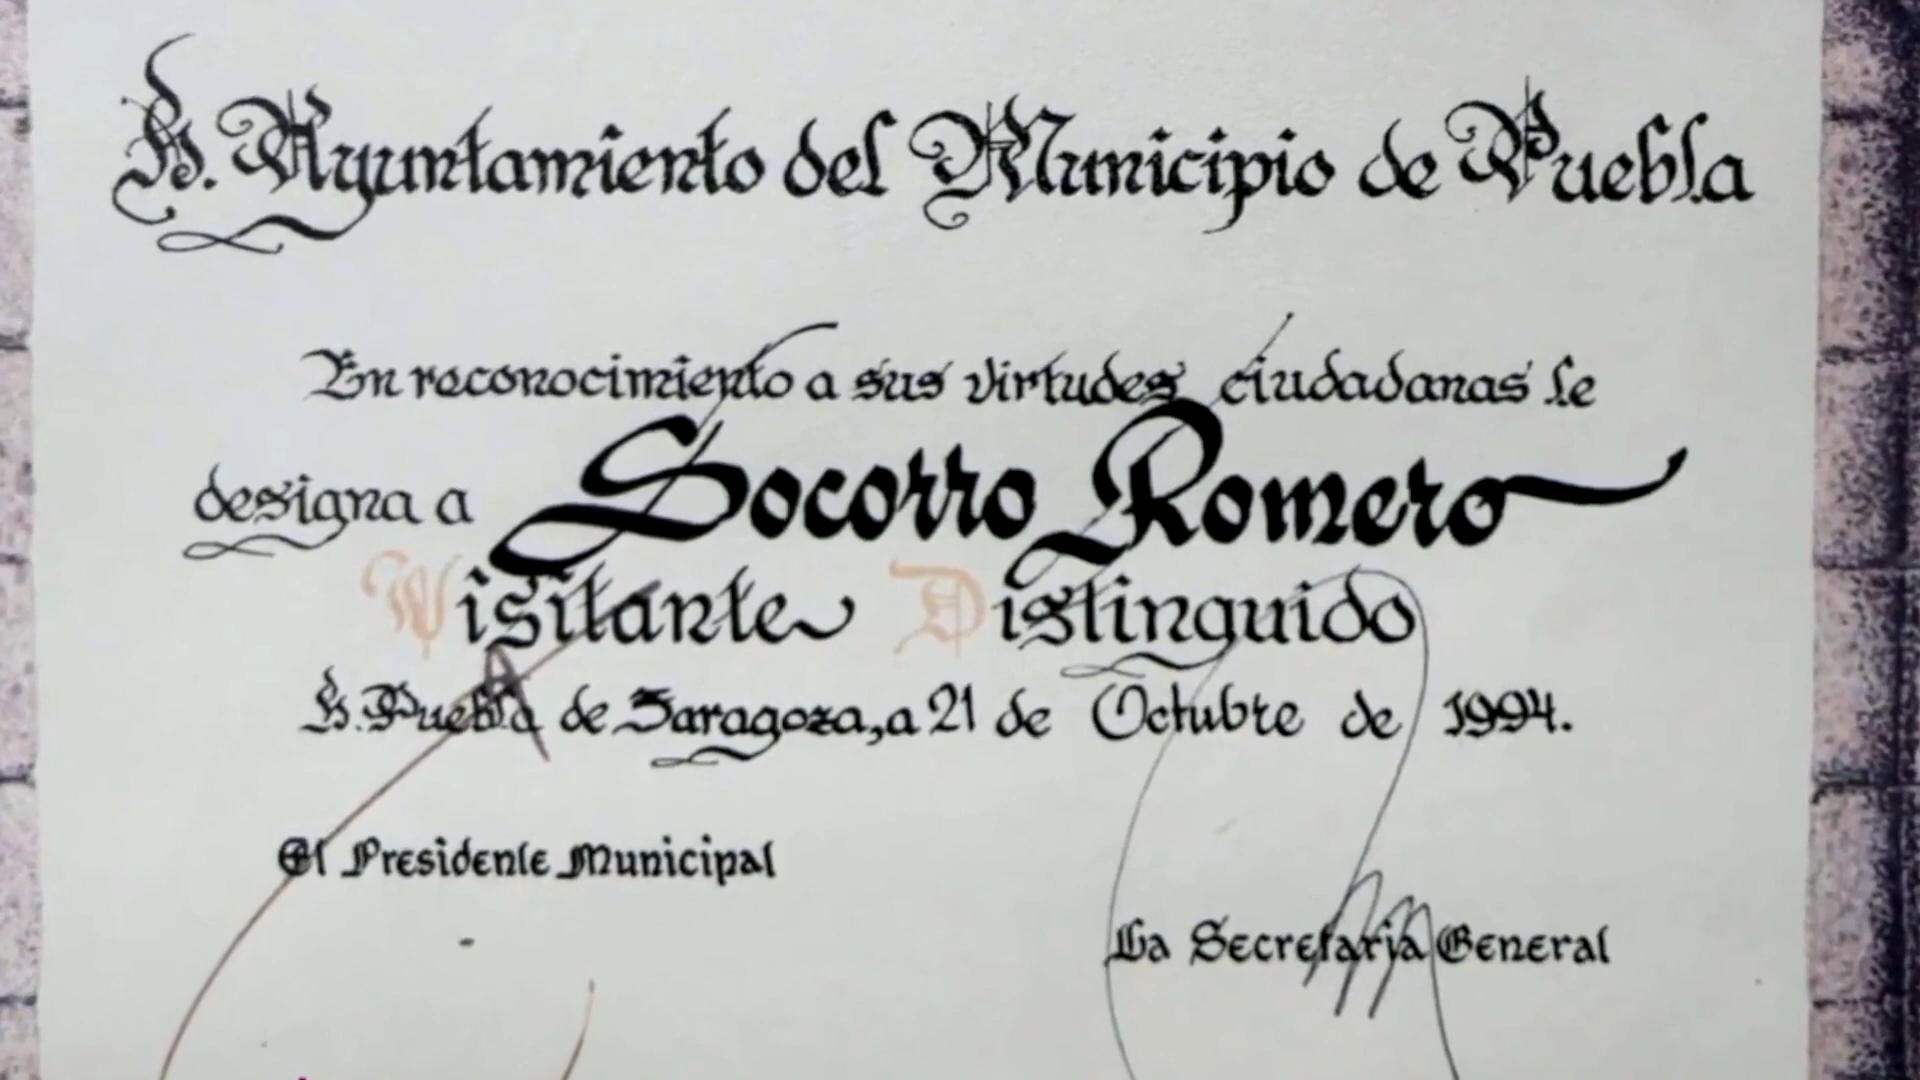 H. Ayuntamiento del Municipio de Puebla
En reconocimiento a sus virtudes ciudadanas le
designa a Socorro Romero
Visitante Distinguido
H. Puebla de Zaragoza, a 21 de Octubre de 1994.
El Presidente Municipal
La Secretaria General